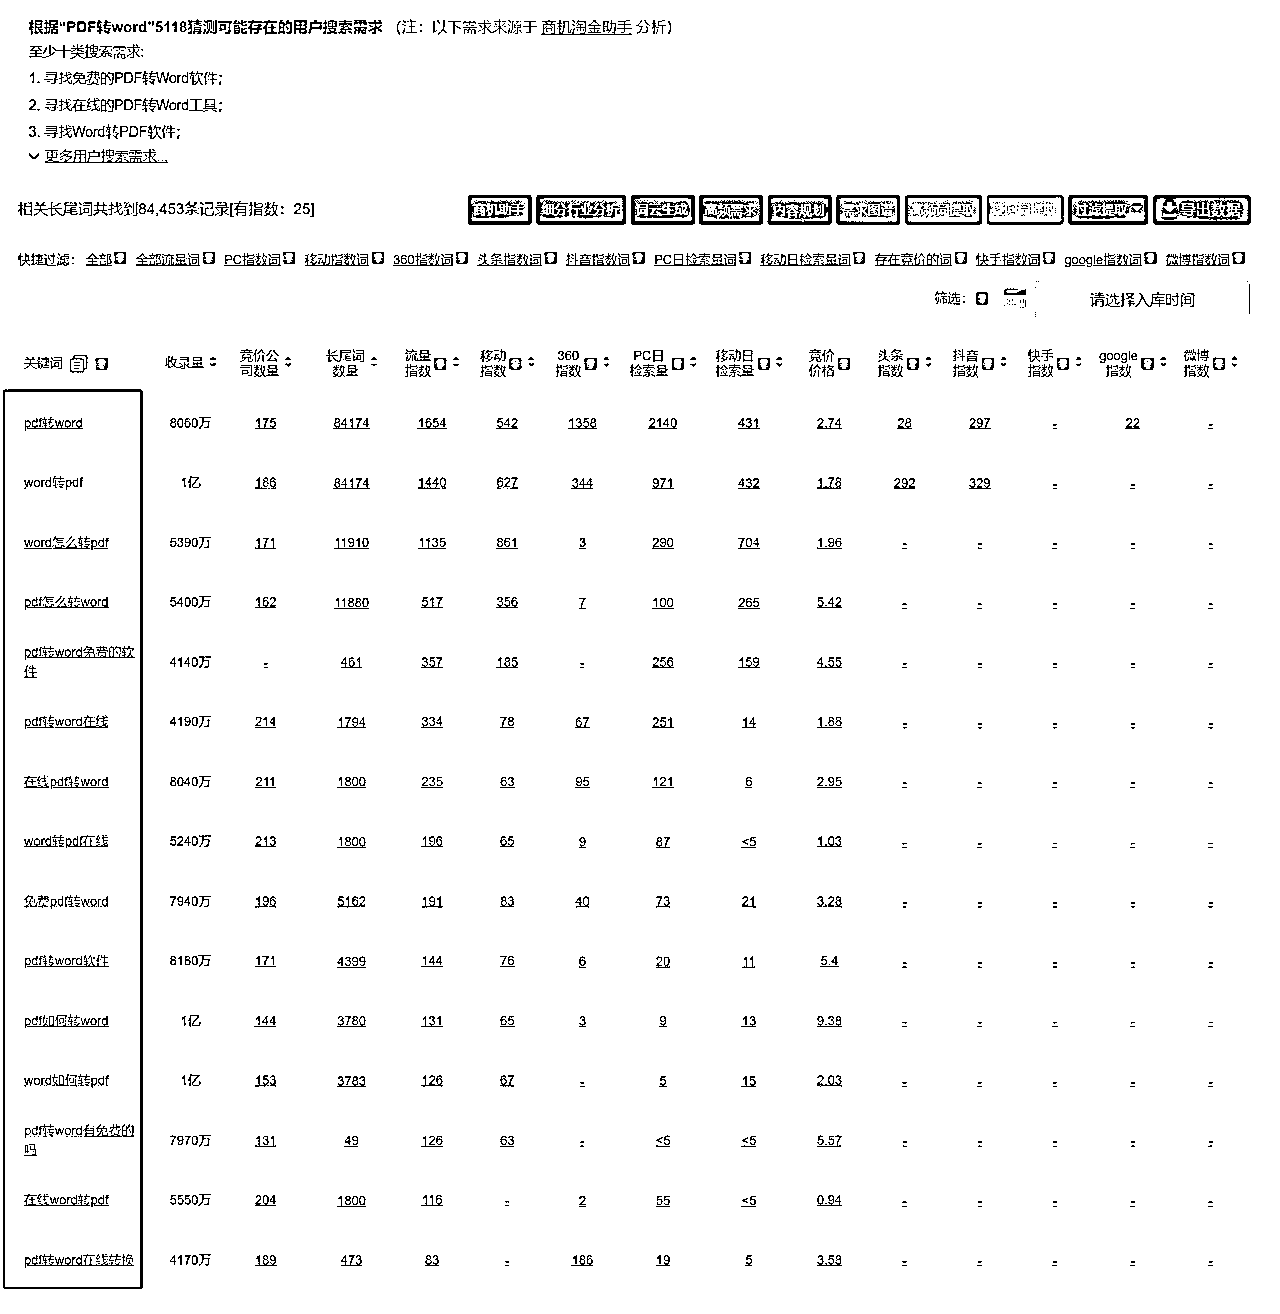 根据“PDF转word”5118猜测可能存在的用户搜索需求 (注：以下需求来源于 商机淘金助手 分析)
至少十类搜索需求:
1. 寻找免费的PDF转Word软件；
2. 寻找在线的PDF转Word工具；
3. 寻找Word转PDF软件；
更多用户搜索需求...
相关长尾词共找到84,453条记录[有指数：25] 商机助手 细分行业分析 词云生成 高频需求 内容规划 需求图谱 过滤提取 导出数据
快捷过滤： 全部 全部流量词 PC指数词 移动指数词 360指数词 头条指数词 抖音指数词 PC日检索量词 移动日检索量词 存在竞价的词 快手指数词 google指数词 微博指数词
筛选： 请选择入库时间
关键词 收录量 竞价公司数量 长尾词数量 流量指数 移动指数 360指数 PC日检索量 移动日检索量 竞价价格 头条指数 抖音指数 快手指数 google指数 微博指数
pdf转word 8060万 175 84174 1654 542 1358 2140 431 2.74 28 297 - 22 -
word转pdf 1亿 186 84174 1440 627 344 971 432 1.78 292 329 - - -
word怎么转pdf 5390万 171 11910 1135 861 3 290 704 1.96 - - - - -
pdf怎么转word 5400万 162 11880 517 356 7 100 265 5.42 - - - - -
pdf转word免费的软件 4140万 - 461 357 185 - 256 159 4.55 - - - - -
pdf转word在线 4190万 214 1794 334 78 67 251 14 1.88 - - - - -
在线pdf转word 8040万 211 1800 235 63 95 121 6 2.95 - - - - -
word转pdf在线 5240万 213 1800 196 65 9 87 <5 1.03 - - - - -
免费pdf转word 7940万 196 5162 191 83 40 73 21 3.28 - - - - -
pdf转word软件 8180万 171 4399 144 76 6 20 11 5.4 - - - - -
pdf如何转word 1亿 144 3780 131 65 3 9 13 9.38 - - - - -
word如何转pdf 1亿 153 3783 126 67 - 5 15 2.03 - - - - -
pdf转word有免费的吗 7970万 131 49 126 63 - <5 <5 5.57 - - - - -
在线word转pdf 5550万 204 1800 116 - 2 55 <5 0.94 - - - - -
pdf转word在线转换 4170万 189 473 83 - 186 19 5 3.58 - - - - -